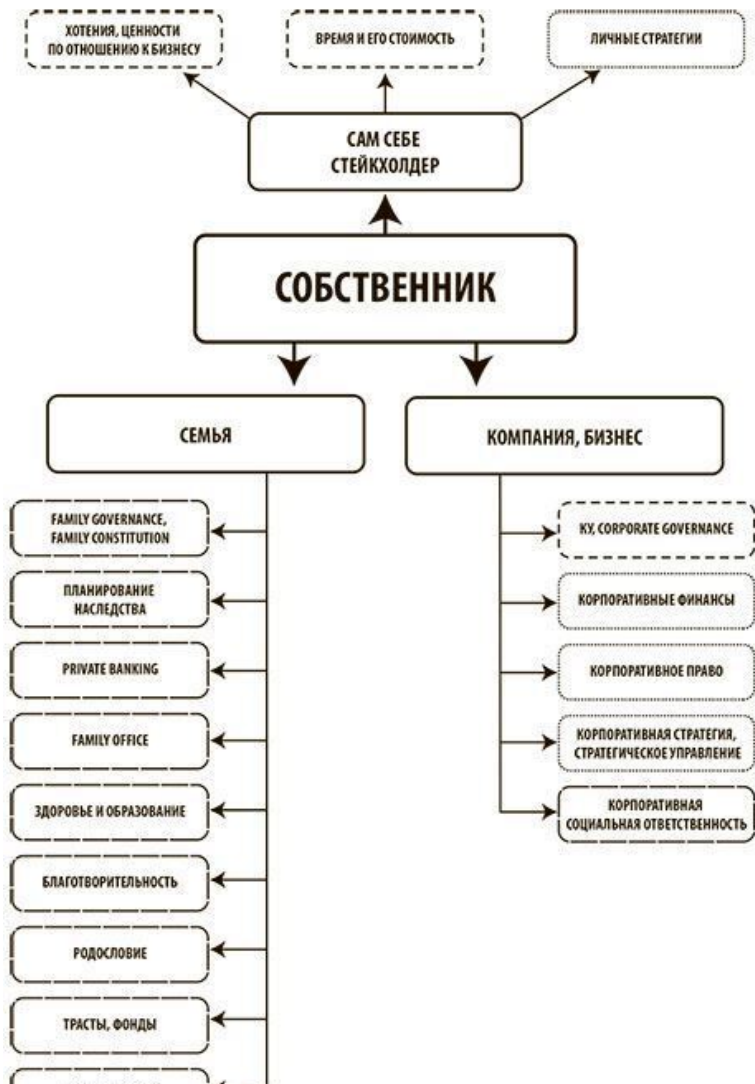 ХОТЕНИЯ, ЦЕННОСТИ
ПО ОТНОШЕНИЮ К БИЗНЕСУ
ВРЕМЯ И ЕГО СТОИМОСТЬ
ЛИЧНЫЕ СТРАТЕГИИ
САМ СЕБЕ
СТЕЙКХОЛДЕР
СОБСТВЕННИК
СЕМЬЯ
КОМПАНИЯ, БИЗНЕС
FAMILY GOVERNANCE,
FAMILY CONSTITUTION
ПЛАНИРОВАНИЕ
НАСЛЕДСТВА
PRIVATE BANKING
FAMILY OFFICE
ЗДОРОВЬЕ И ОБРАЗОВАНИЕ
БЛАГОТВОРИТЕЛЬНОСТЬ
РОДОСЛОВИЕ
ТРАСТЫ, ФОНДЫ
КУ, CORPORATE GOVERNANCE
КОРПОРАТИВНЫЕ ФИНАНСЫ
КОРПОРАТИВНОЕ ПРАВО
КОРПОРАТИВНАЯ СТРАТЕГИЯ,
СТРАТЕГИЧЕСКОЕ УПРАВЛЕНИЕ
КОРПОРАТИВНАЯ
СОЦИАЛЬНАЯ ОТВЕТСТВЕННОСТЬ